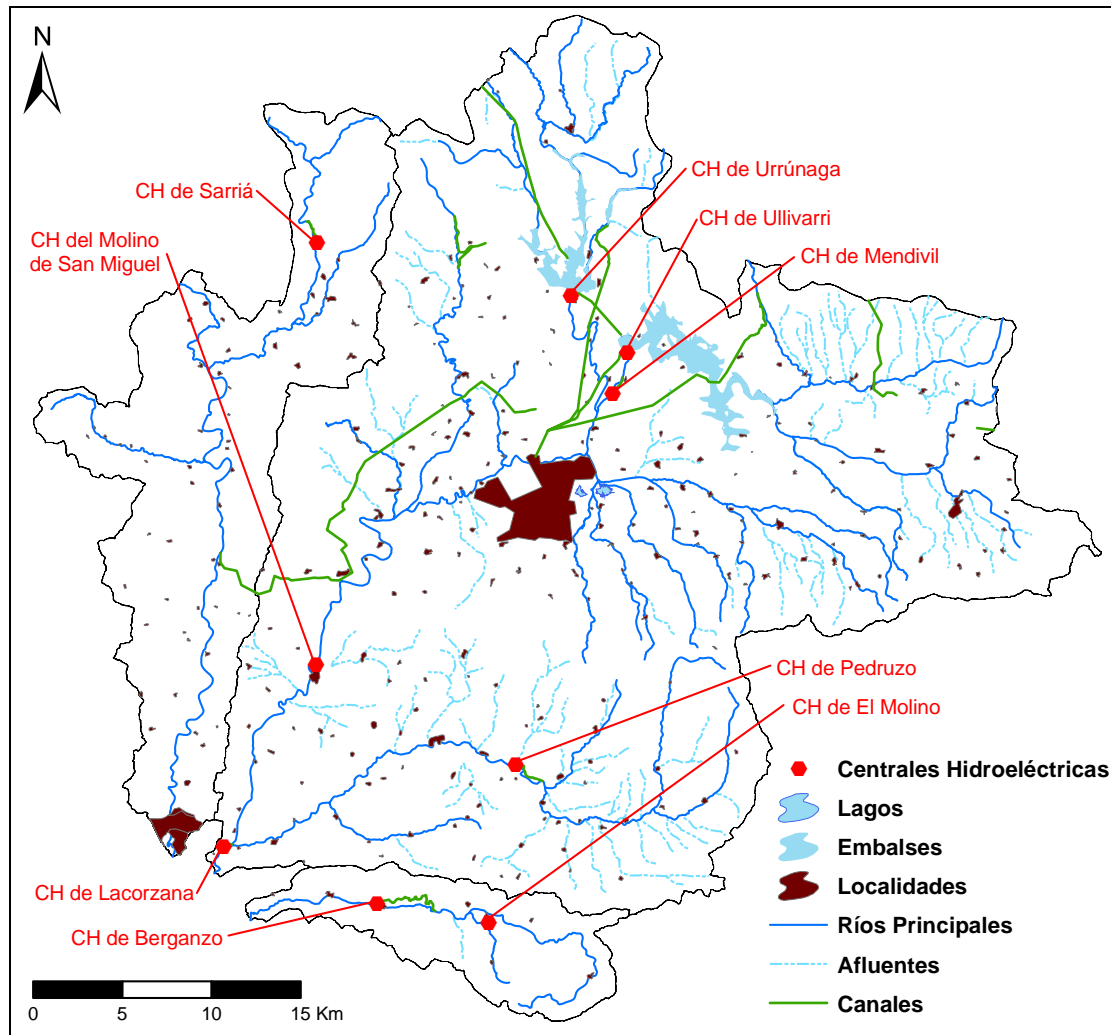 N
CH de Urrúnaga
CH de Sarriá
CH de Ullivarri
CH del Molino
de San Miguel
CH de Mendivil
CH de Pedruzo
CH de El Molino
Centrales Hidroeléctricas
Lagos
Embalses
Localidades
CH de Lacorzana
Ríos Principales
CH de Berganzo
Afluentes
Canales
0 5 10 15 Km